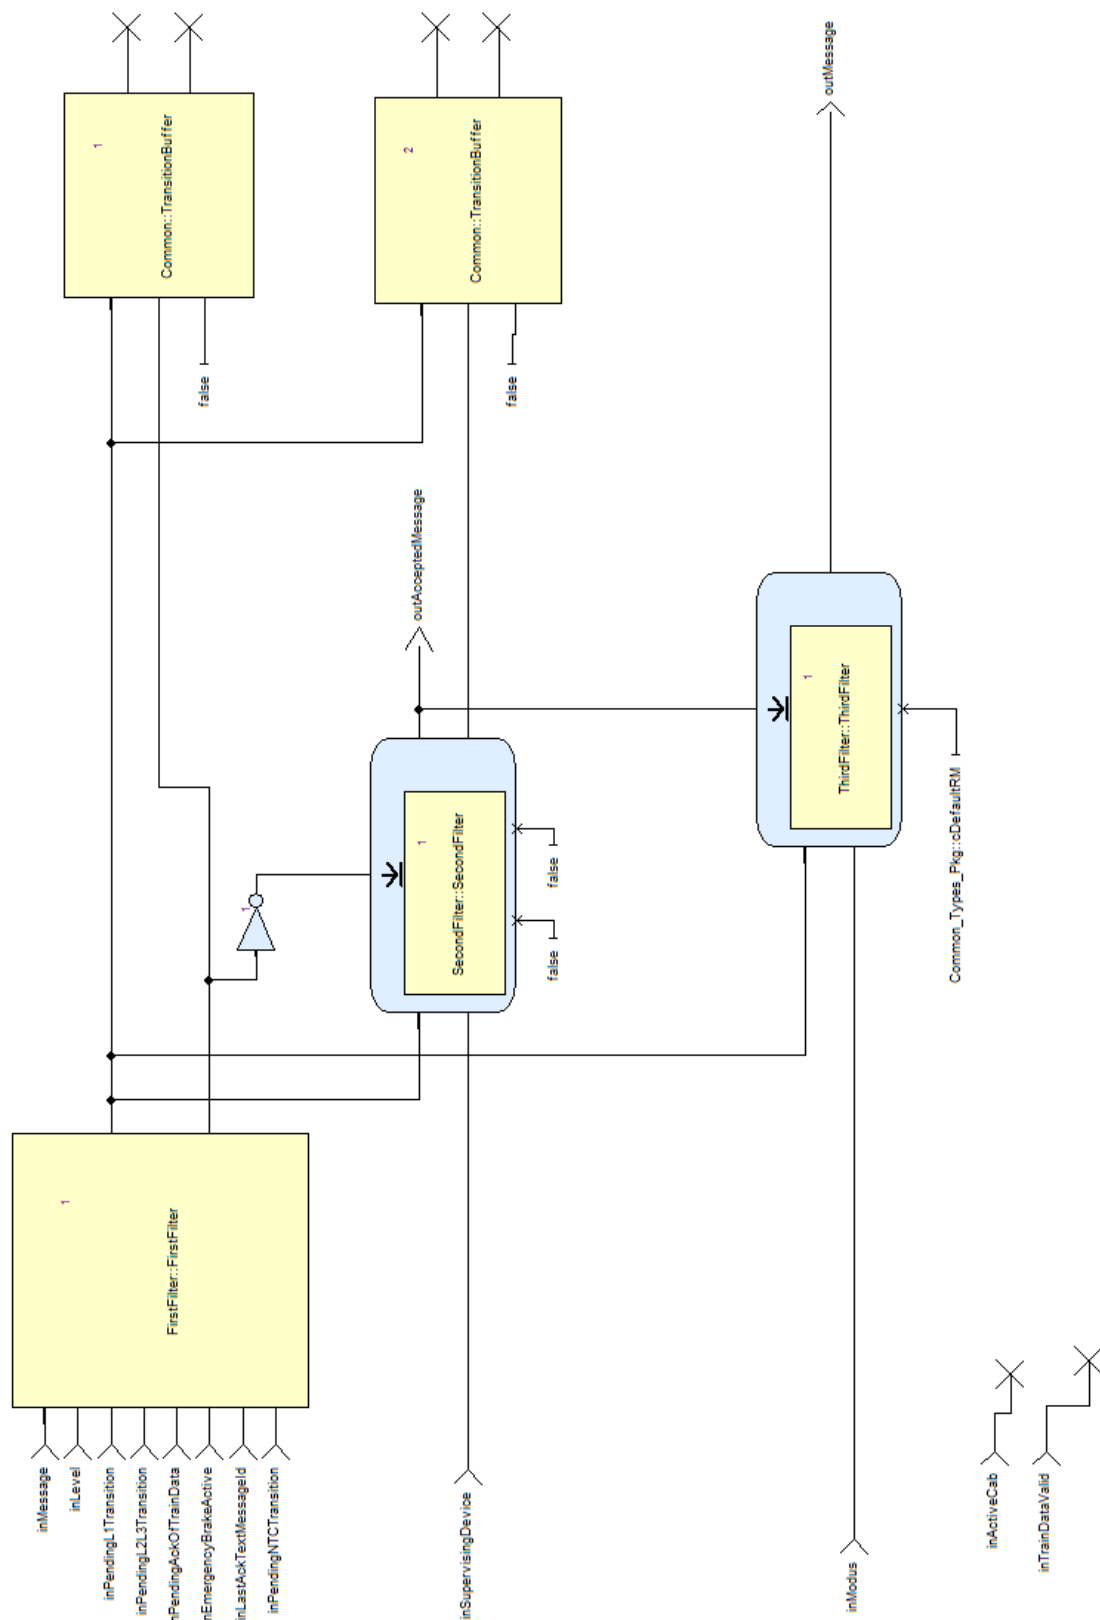 inMessage
inLevel
inPendingL1Transition
inPendingL2L3Transition
inPendingAckOfTrainData
inEmergencyBrakeActive
inLastAckTextMessageId
inPendingNTCTransition
1
FirstFilter::FirstFilter
1
Common::TransitionBuffer
false
1
inSupervisingDevice
1
SecondFilter::SecondFilter
false
false
outAcceptedMessage
2
Common::TransitionBuffer
false
inModus
1
ThirdFilter::ThirdFilter
Common_Types_Pkg::cDefaultRM
outMessage
inActiveCab
inTrainDataValid